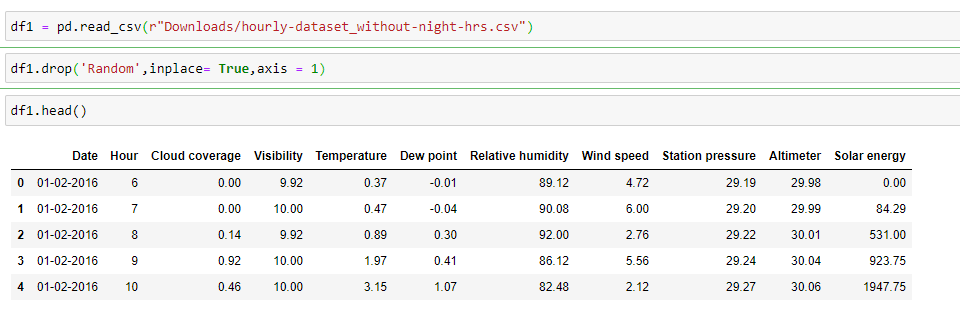 df1 = pd.read_csv(r"Downloads/hourly-dataset_without-night-hrs.csv")
df1.drop('Random',inplace= True,axis = 1)
df1.head()
Date Hour Cloud coverage Visibility Temperature Dew point Relative humidity Wind speed Station pressure Altimeter Solar energy
0 01-02-2016 6 0.00 9.92 0.37 -0.01 89.12 4.72 29.19 29.98 0.00
1 01-02-2016 7 0.00 10.00 0.47 -0.04 90.08 6.00 29.20 29.99 84.29
2 01-02-2016 8 0.14 9.92 0.89 0.30 92.00 2.76 29.22 30.01 531.00
3 01-02-2016 9 0.92 10.00 1.97 0.41 86.12 5.56 29.24 30.04 923.75
4 01-02-2016 10 0.46 10.00 3.15 1.07 82.48 2.12 29.27 30.06 1947.75